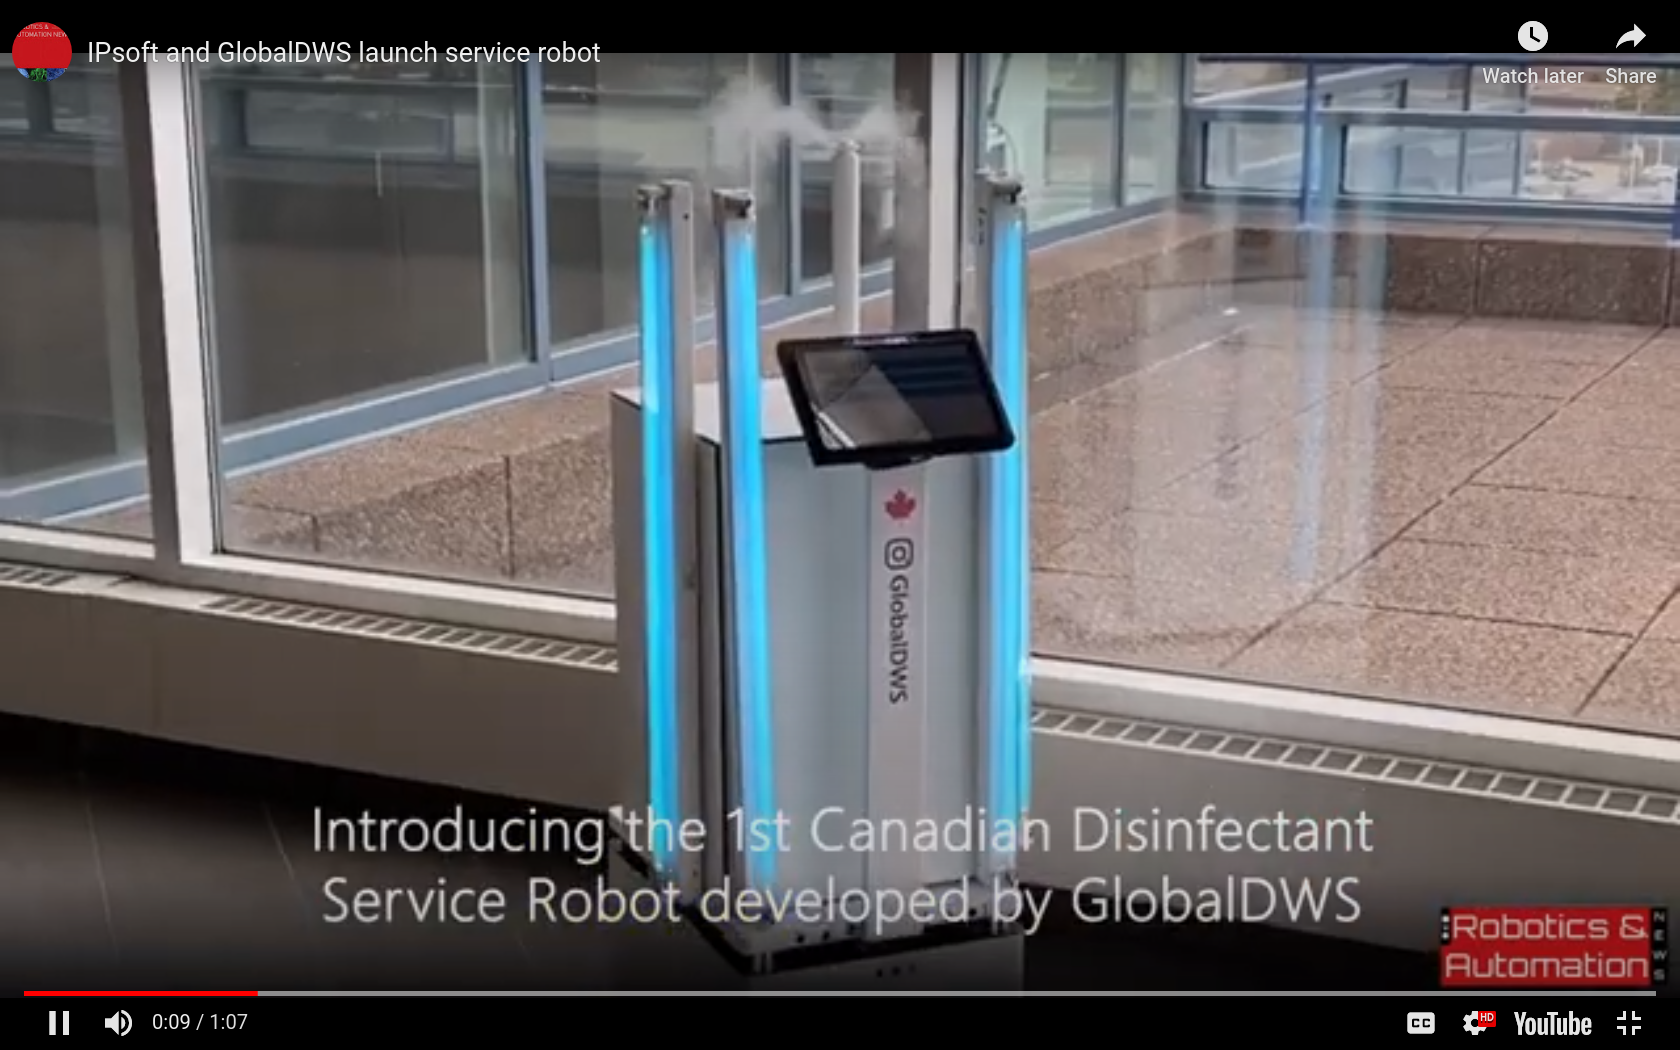 IPsoft and GlobalDWS launch service robot
Watch later
Share
GlobalDWS
Introducing the 1st Canadian Disinfectant
Service Robot developed by GlobalDWS
Robotics &
Automation
NEWS
0:09 / 1:07
CC
HD
YouTube